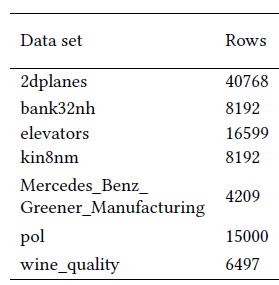 Data set Rows
2dplanes 40768
bank32nh 8192
elevators 16599
kin8nm 8192
Mercedes_Benz_
Greener_Manufacturing 4209
pol 15000
wine_quality 6497